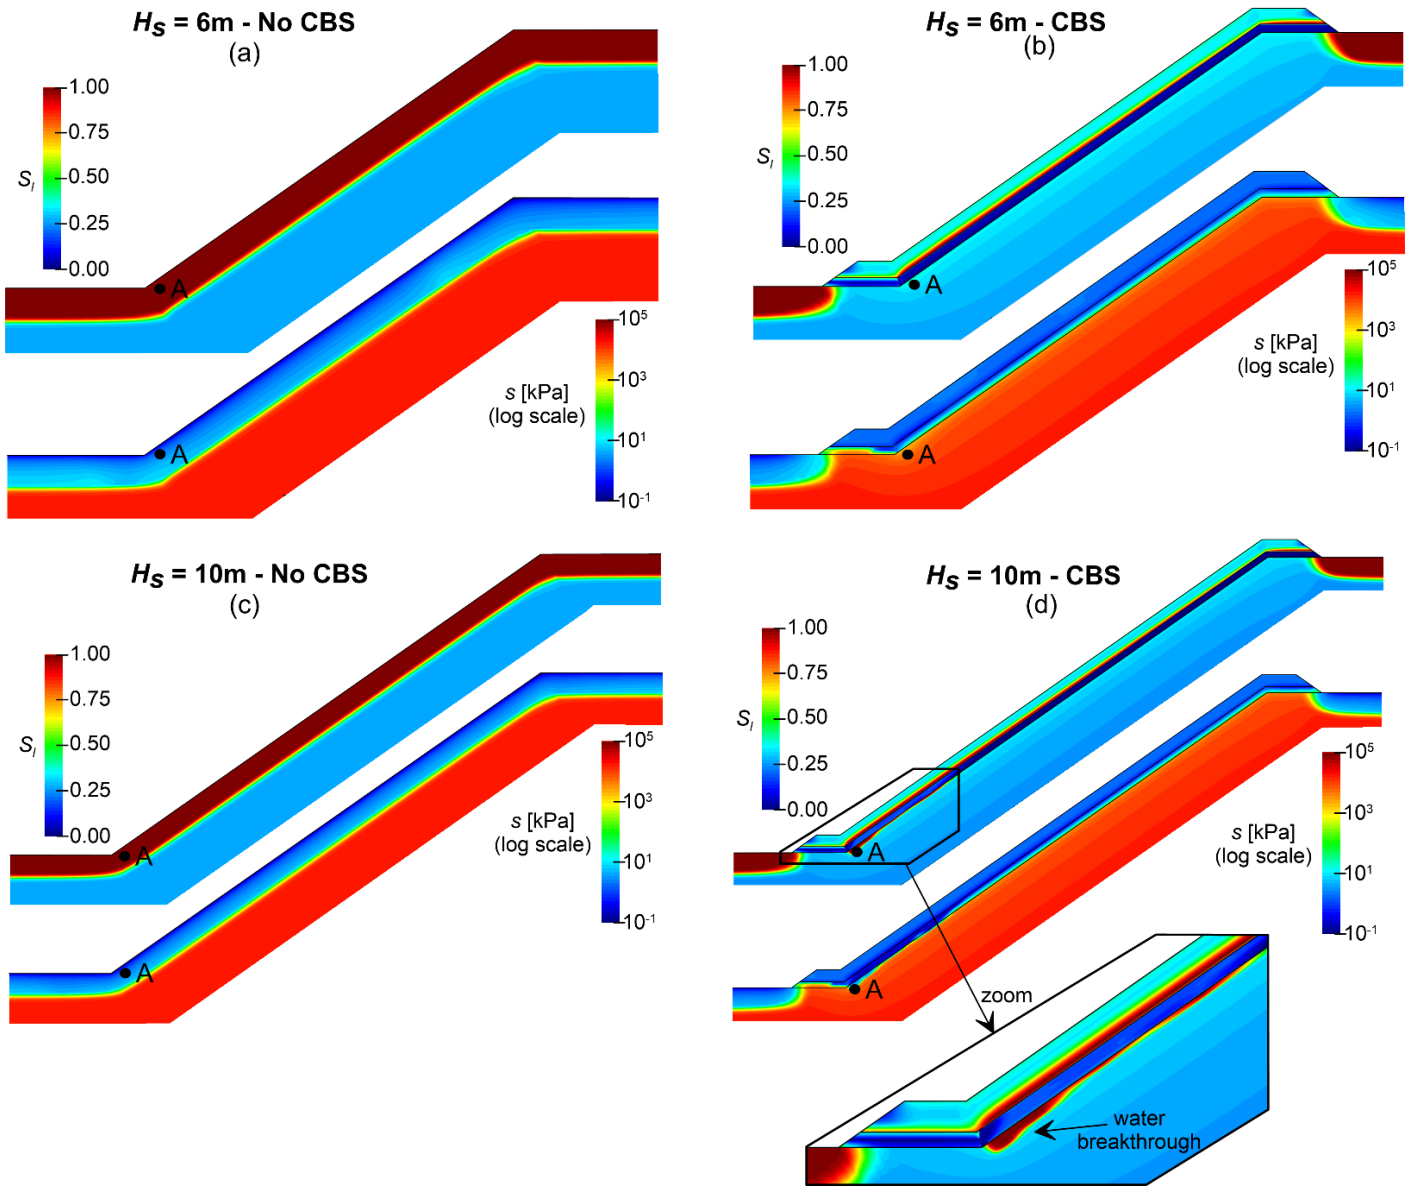 Hs = 6m - No CBS
(a)
1.00
0.75
Sl
0.50
0.25
0.00
A
10⁵
10³
s [kPa]
(log scale)
10¹
10⁻¹
A
Hs = 6m - CBS
(b)
1.00
0.75
Sl
0.50
0.25
0.00
A
10⁵
10³
s [kPa]
(log scale)
10¹
10⁻¹
A
Hs = 10m - No CBS
(c)
1.00
0.75
Sl
0.50
0.25
0.00
A
10⁵
10³
s [kPa]
(log scale)
10¹
10⁻¹
A
Hs = 10m - CBS
(d)
1.00
0.75
Sl
0.50
0.25
0.00
A
10⁵
10³
s [kPa]
(log scale)
10¹
10⁻¹
A
zoom
water
breakthrough